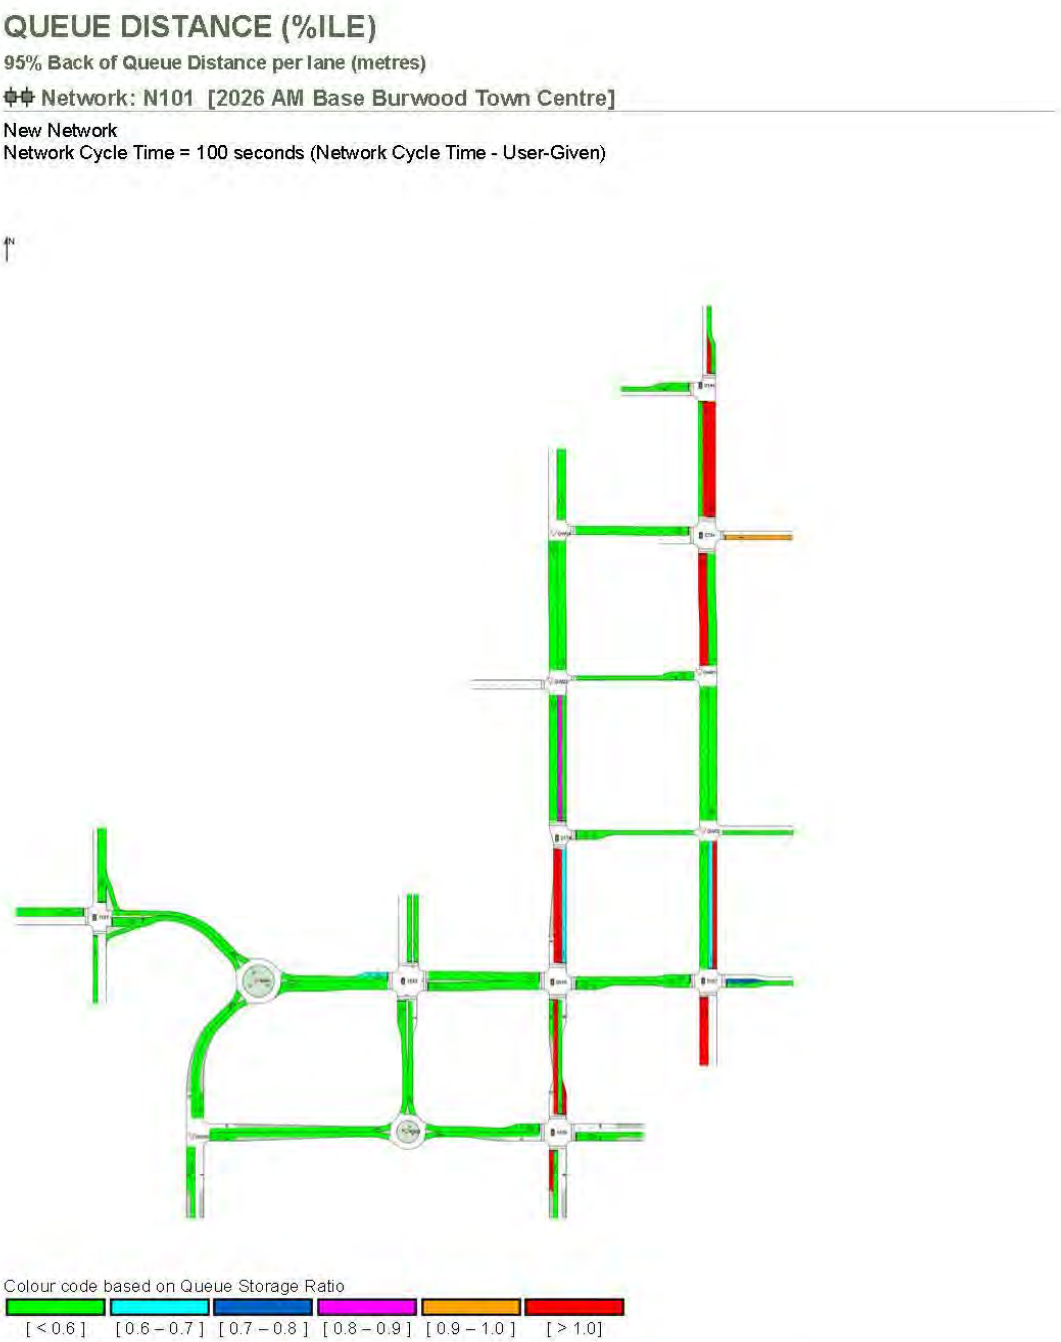 QUEUE DISTANCE (%ILE)
95% Back of Queue Distance per lane (metres)
Network: N101 [2026 AM Base Burwood Town Centre]
New Network
Network Cycle Time = 100 seconds (Network Cycle Time - User-Given)
N
Colour code based on Queue Storage Ratio
[ < 0.6 ] [ 0.6 – 0.7 ] [ 0.7 – 0.8 ] [ 0.8 – 0.9 ] [ 0.9 – 1.0 ] [ > 1.0]